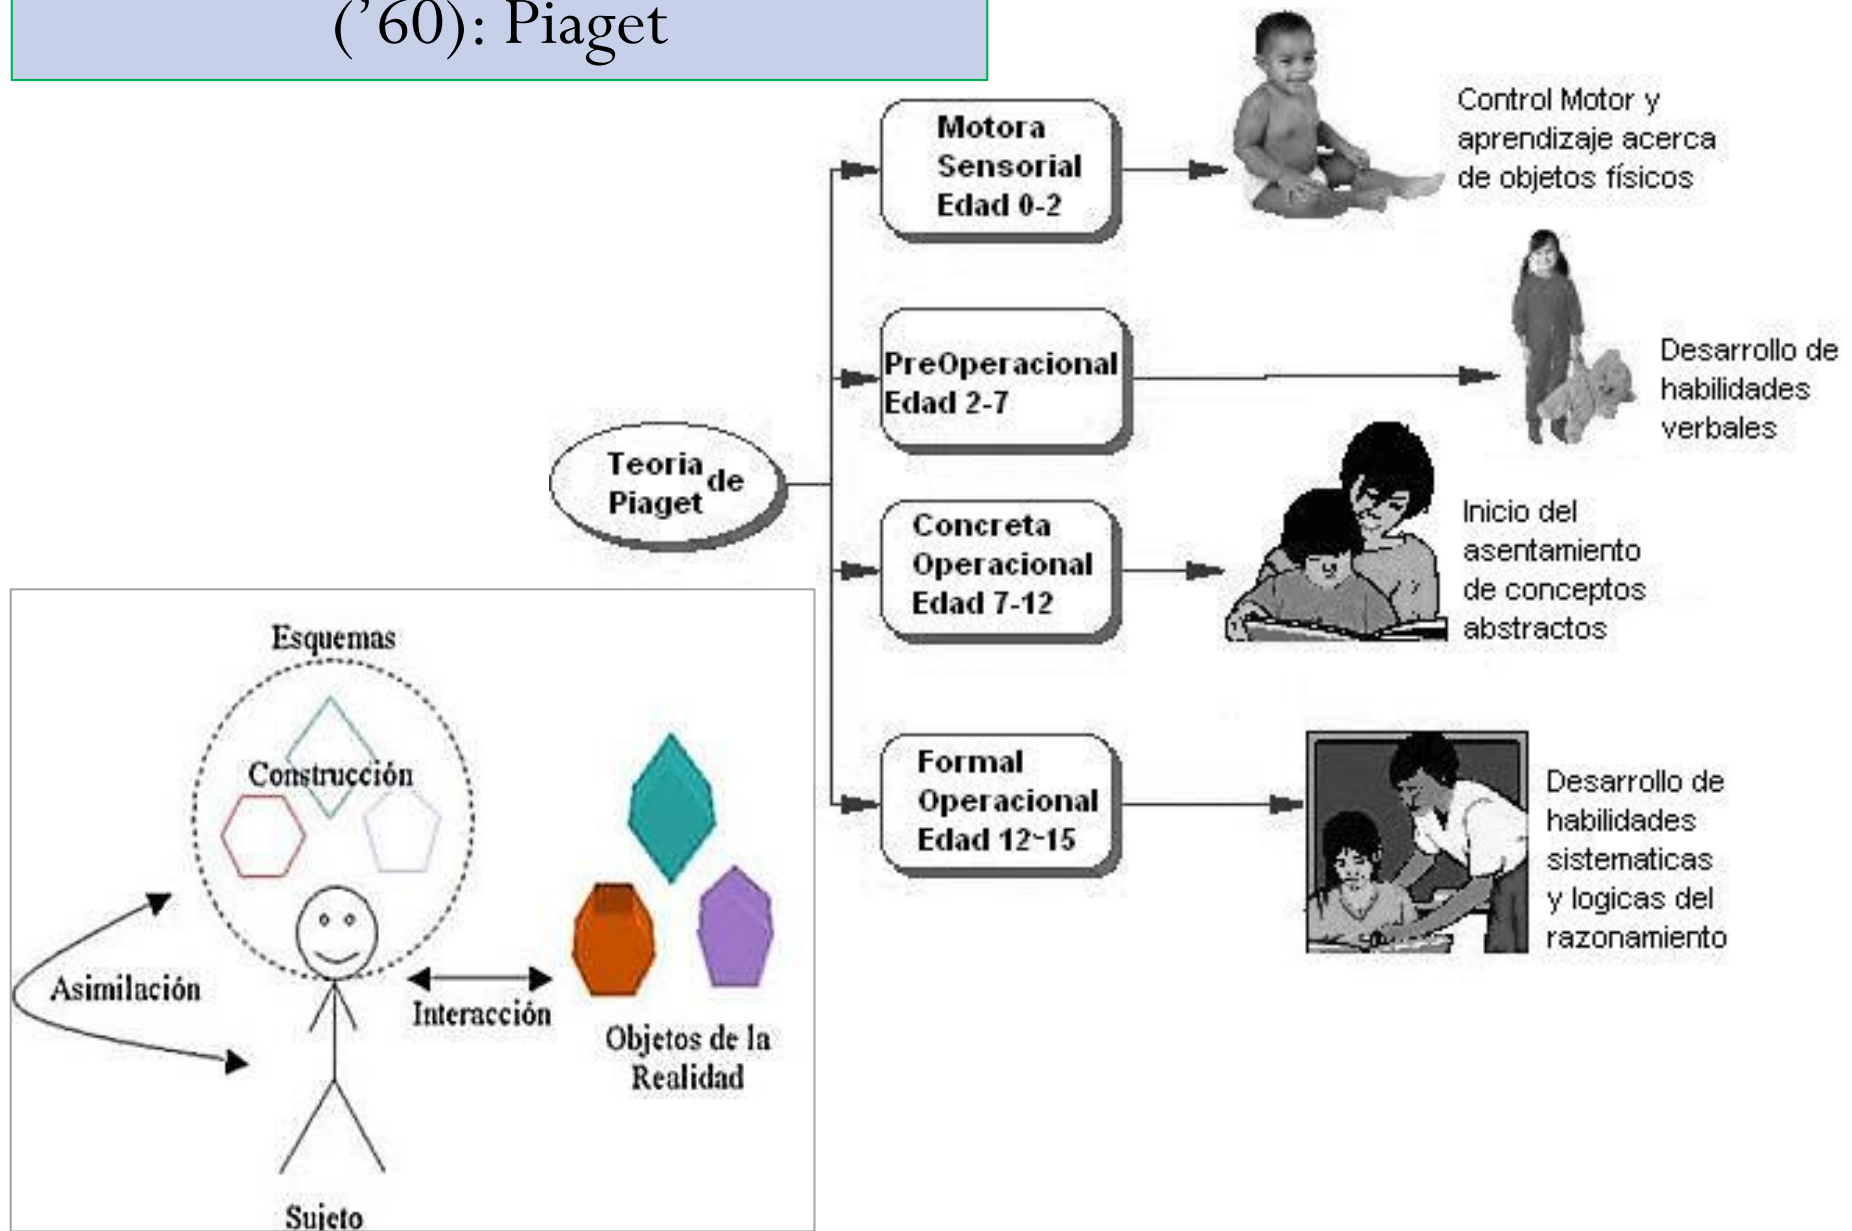 (’60): Piaget
Motora
Sensorial
Edad 0-2
Control Motor y
aprendizaje acerca
de objetos físicos
PreOperacional
Edad 2-7
Desarrollo de
habilidades
verbales
Teoria de
Piaget
Concreta
Operacional
Edad 7-12
Inicio del
asentamiento
de conceptos
abstractos
Formal
Operacional
Edad 12-15
Desarrollo de
habilidades
sistematicas
y logicas del
razonamiento
Esquemas
Construcción
Asimilación
Interacción
Objetos de la
Realidad
Sujeto